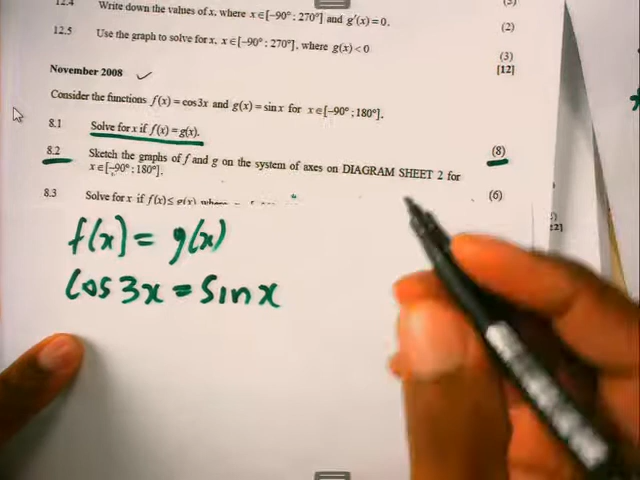 12.4 Write down the values of x, where x∈[–90°; 270°] and g'(x)=0.
(2)
12.5 Use the graph to solve for x, x∈[–90°; 270°], where g(x)<0
(3)
[12]
November 2008 ✓
Consider the functions f(x)=cos3x and g(x)=sin x for x∈[–90°;180°].
8.1 Solve for x if f(x)=g(x). (8)
8.2 Sketch the graphs of f and g on the system of axes on DIAGRAM SHEET 2 for
x∈[–90°;180°].
(6)
8.3 Solve for x if f(x)≤ g(x)
f(x) = g(x)
Cos 3x = Sin x